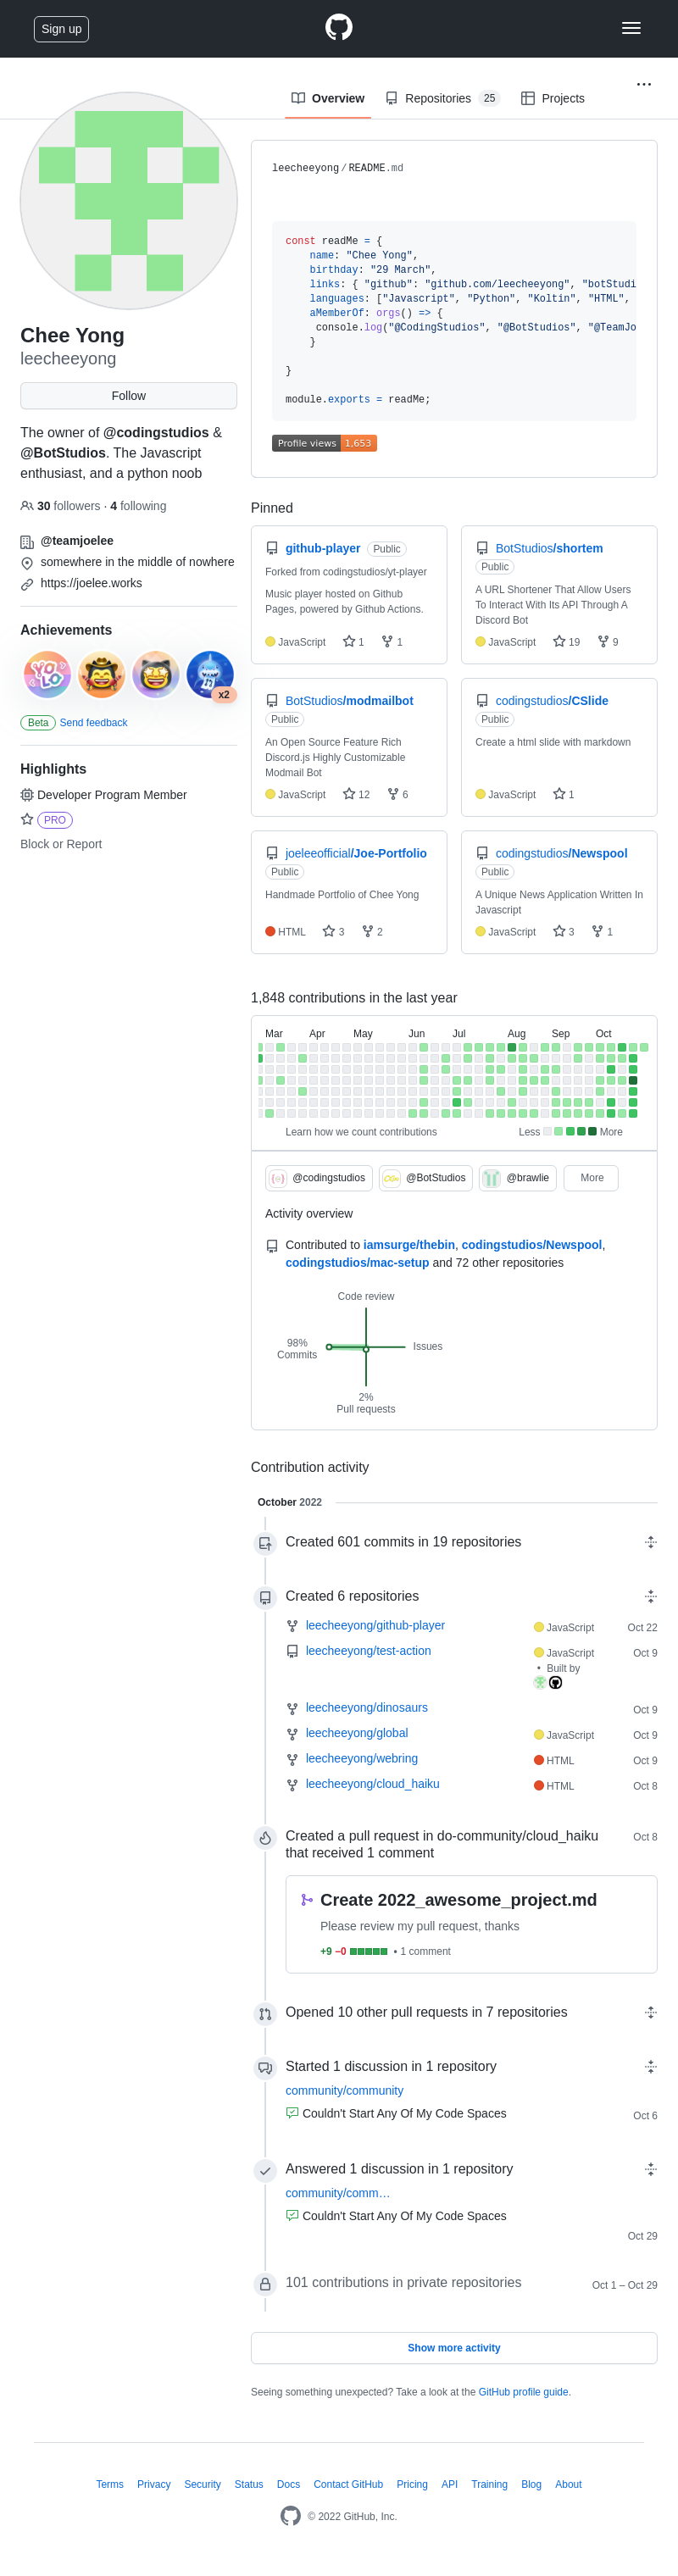 Sign up
Overview
Repositories 25
Projects
leecheeyong/README.md
const readMe = {
name: "Chee Yong",
birthday: "29 March",
links: { "github": "github.com/leecheeyong", "botStudi
languages: ["Javascript", "Python", "Koltin", "HTML",
aMemberOf: orgs() => {
console.log("@CodingStudios", "@BotStudios", "@TeamJo
}
}
module.exports = readMe;
Profile views 1,653
Chee Yong
leecheeyong
Follow
The owner of @codingstudios &
@BotStudios. The Javascript
enthusiast, and a python noob
30 followers · 4 following
@teamjoelee
somewhere in the middle of nowhere
https://joelee.works
Achievements
YOLO
x2
Beta Send feedback
Highlights
Developer Program Member
PRO
Block or Report
Pinned
github-player Public
Forked from codingstudios/yt-player
Music player hosted on Github
Pages, powered by Github Actions.
JavaScript 1 1
BotStudios/shortem
Public
A URL Shortener That Allow Users
To Interact With Its API Through A
Discord Bot
JavaScript 19 9
BotStudios/modmailbot
Public
An Open Source Feature Rich
Discord.js Highly Customizable
Modmail Bot
JavaScript 12 6
codingstudios/CSlide
Public
Create a html slide with markdown
JavaScript 1
joeleeofficial/Joe-Portfolio
Public
Handmade Portfolio of Chee Yong
HTML 3 2
codingstudios/Newspool
Public
A Unique News Application Written In
Javascript
JavaScript 3 1
1,848 contributions in the last year
Mar Apr May Jun Jul Aug Sep Oct
Learn how we count contributions
Less More
@codingstudios
@BotStudios
@brawlie
More
Activity overview
Contributed to iamsurge/thebin, codingstudios/Newspool,
codingstudios/mac-setup and 72 other repositories
Code review
98%
Commits
Issues
2%
Pull requests
Contribution activity
October 2022
Created 601 commits in 19 repositories
Created 6 repositories
leecheeyong/github-player JavaScript Oct 22
leecheeyong/test-action JavaScript Oct 9
• Built by
leecheeyong/dinosaurs Oct 9
leecheeyong/global JavaScript Oct 9
leecheeyong/webring HTML Oct 9
leecheeyong/cloud_haiku HTML Oct 8
Created a pull request in do-community/cloud_haiku Oct 8
that received 1 comment
Create 2022_awesome_project.md
Please review my pull request, thanks
+9 −0 • 1 comment
Opened 10 other pull requests in 7 repositories
Started 1 discussion in 1 repository
community/community
Couldn't Start Any Of My Code Spaces Oct 6
Answered 1 discussion in 1 repository
community/comm…
Couldn't Start Any Of My Code Spaces
Oct 29
101 contributions in private repositories Oct 1 – Oct 29
Show more activity
Seeing something unexpected? Take a look at the GitHub profile guide.
Terms Privacy Security Status Docs Contact GitHub Pricing API Training Blog About
© 2022 GitHub, Inc.